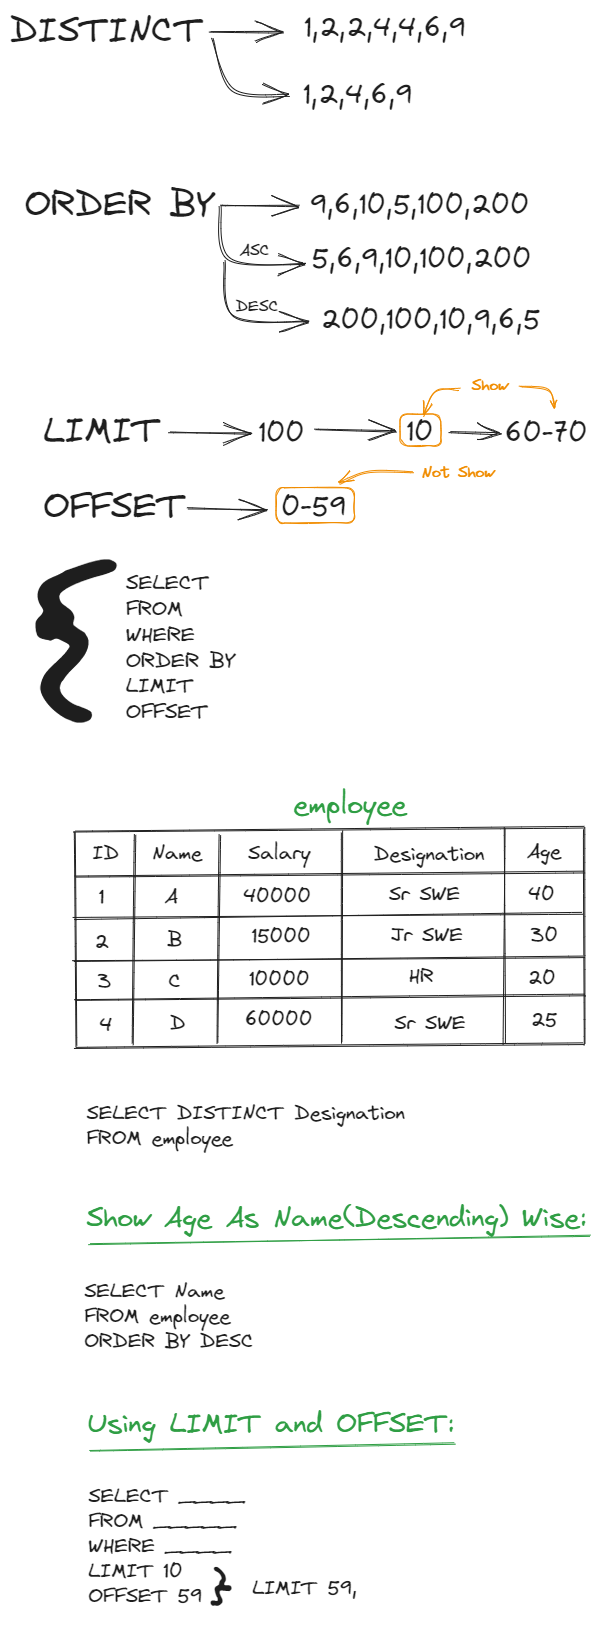 DISTINCT 1,2,2,4,4,6,9
1,2,4,6,9
ORDER BY 9,6,10,5,100,200
ASC 5,6,9,10,100,200
DESC 200,100,10,9,6,5
Show
LIMIT 100 10 60-70
Not Show
OFFSET 0-59
SELECT
FROM
WHERE
ORDER BY
LIMIT
OFFSET
employee
ID Name Salary Designation Age
1 A 40000 Sr SWE 40
2 B 15000 Jr SWE 30
3 C 10000 HR 20
4 D 60000 Sr SWE 25
SELECT DISTINCT Designation
FROM employee
Show Age As Name(Descending) Wise:
SELECT Name
FROM employee
ORDER BY DESC
Using LIMIT and OFFSET:
SELECT ______
FROM ______
WHERE ______
LIMIT 10
OFFSET 59 } LIMIT 59,